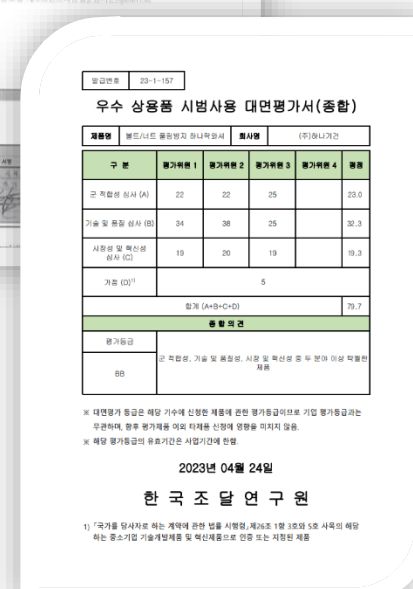 발급번호 23-1-157
우수 상용품 시범사용 대면평가서(종합)
제품명 볼트/너트 풀림방지 하나락와셔 회사명 (주)하나기건
구 분 평가위원 1 평가위원 2 평가위원 3 평가위원 4 평점
군 적합성 심사 (A) 22 22 25 23.0
기술 및 품질 심사 (B) 34 38 25 32.3
시장성 및 혁신성
심사 (C) 19 20 19 19.3
가점 (D)¹⁾ 5
합계 (A+B+C+D) 79.7
종합의견
평가등급
BB
군 적합성, 기술 및 품질성, 시장 및 혁신성 중 두 분야 이상 탁월한
제품
※ 대면평가 등급은 해당 기수에 신청한 제품에 관한 평가등급이므로 기업 평가등급과는
무관하며, 향후 평가제품 이외 타제품 신청에 영향을 미치지 않음.
※ 해당 평가등급의 유효기간은 사업기간에 한함.
2023년 04월 24일
한국조달연구원
1) 「국가를 당사자로 하는 계약에 관한 법률 시행령」제26조 1항 3호와 5호 사목의 해당
하는 중소기업 기술개발제품 및 혁신제품으로 인증 또는 지정된 제품